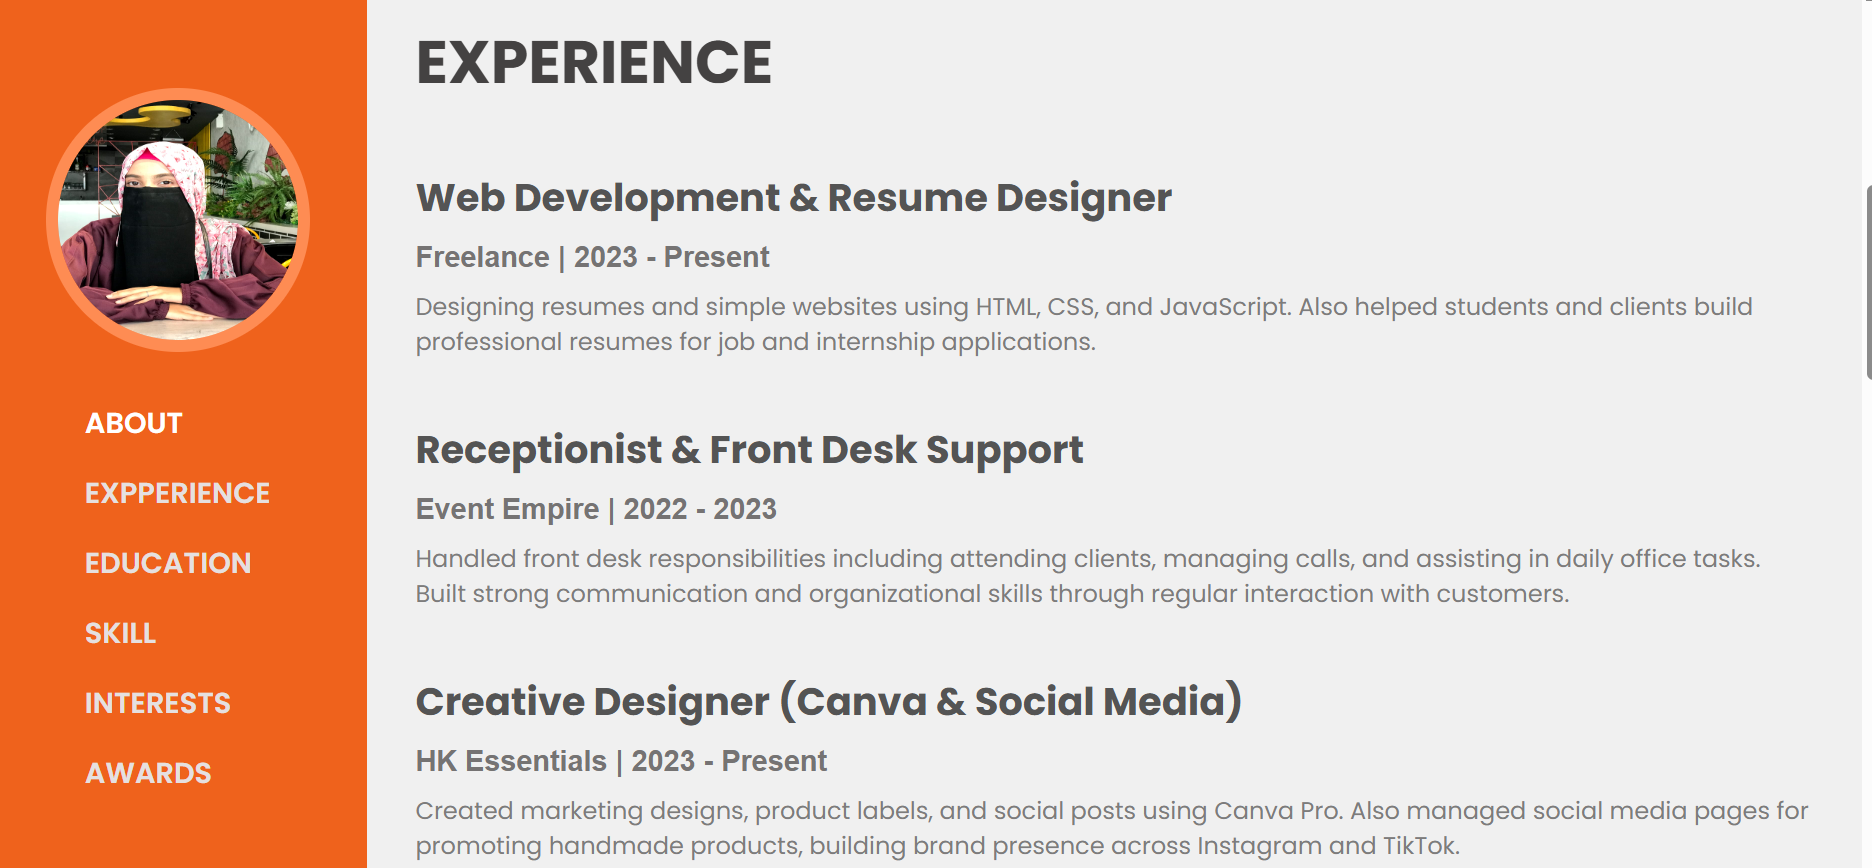 ABOUT
EXPPERIENCE
EDUCATION
SKILL
INTERESTS
AWARDS
EXPERIENCE
Web Development & Resume Designer
Freelance | 2023 - Present
Designing resumes and simple websites using HTML, CSS, and JavaScript. Also helped students and clients build
professional resumes for job and internship applications.
Receptionist & Front Desk Support
Event Empire | 2022 - 2023
Handled front desk responsibilities including attending clients, managing calls, and assisting in daily office tasks.
Built strong communication and organizational skills through regular interaction with customers.
Creative Designer (Canva & Social Media)
HK Essentials | 2023 - Present
Created marketing designs, product labels, and social posts using Canva Pro. Also managed social media pages for
promoting handmade products, building brand presence across Instagram and TikTok.